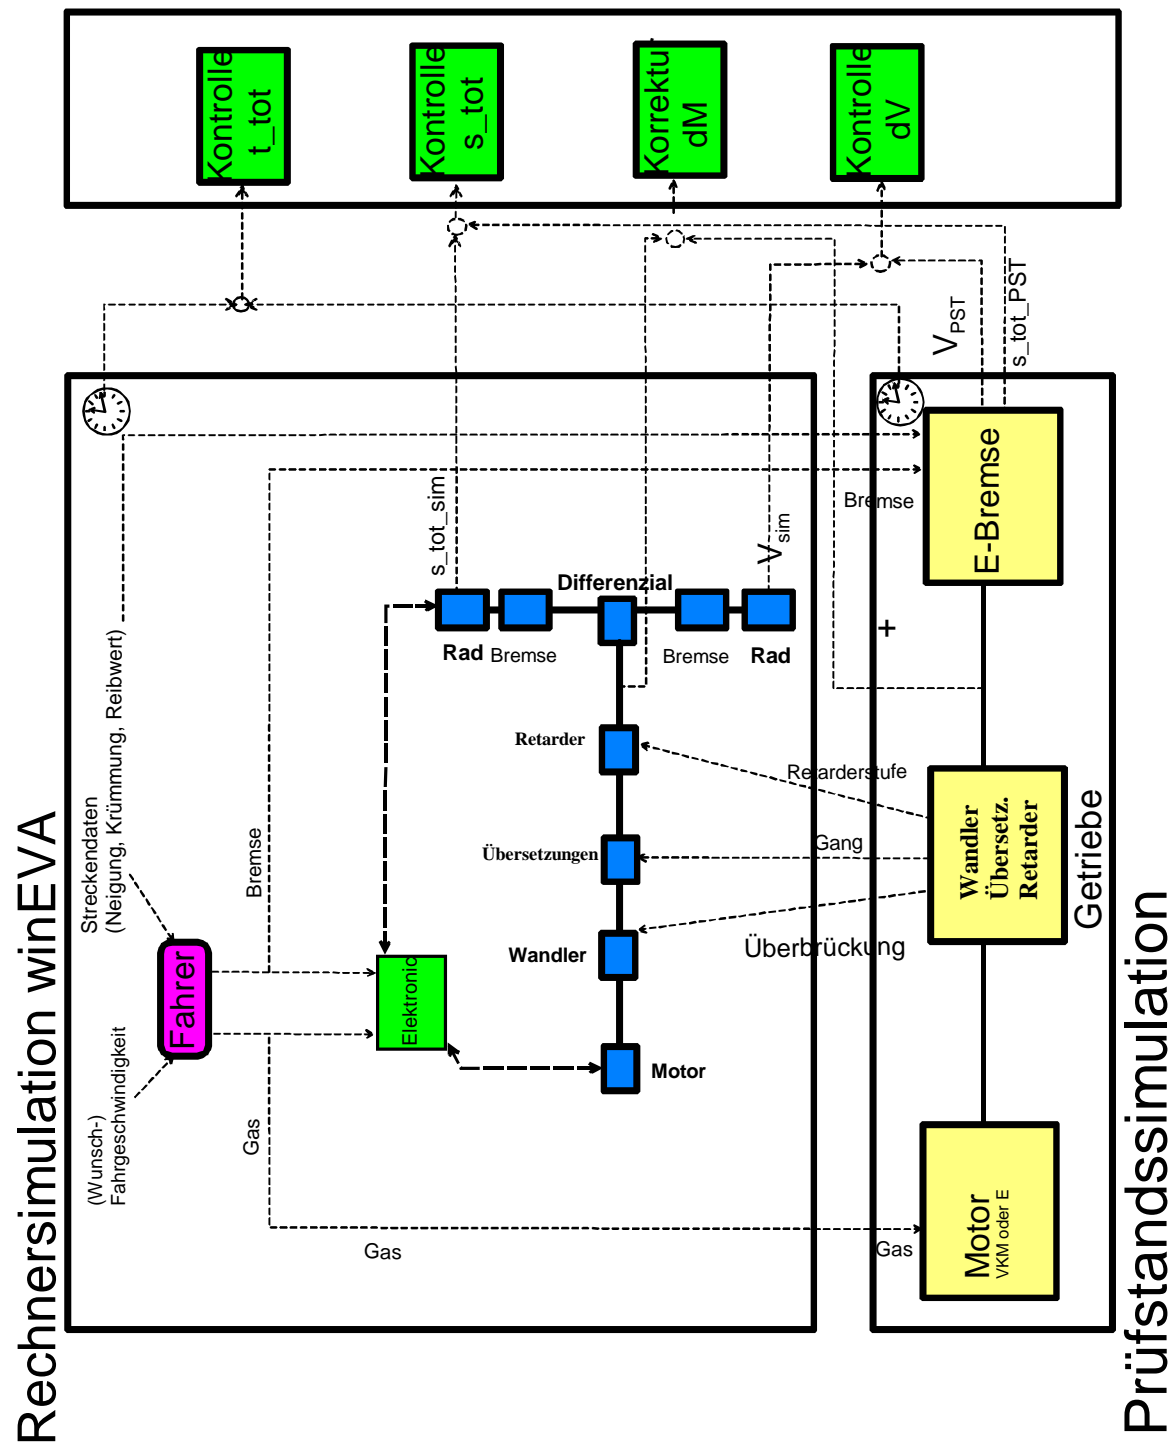 Rechnersimulation winEVA
Kontrolle
t_tot
Kontrolle
s_tot
Korrektu
dM
Kontrolle
dV
V_PST
s_tot_PST
s_tot_sim
V_sim
Streckendaten
(Neigung, Krümmung, Reibwert)
Bremse
Fahrer
(Wunsch-)
Fahrgeschwindigkeit
Gas
Gas
Elektronic
Differenzial
Rad
Bremse
Bremse
Rad
Retarder
Übersetzungen
Wandler
Motor
Retarderstufe
Gang
Überbrückung
Bremse
+
E-Bremse
Wandler
Übersetz.
Retarder
Getriebe
Gas
Motor
VKM oder E
Prüfstandssimulation